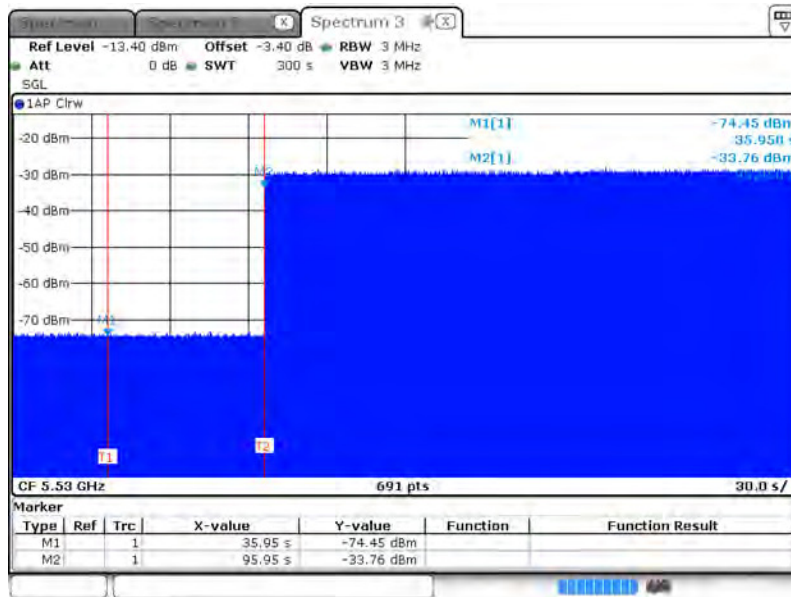 Spectrum 3 X
Ref Level -13.40 dBm Offset -3.40 dB RBW 3 MHz
Att 0 dB SWT 300 s VBW 3 MHz
SGL
1AP Clrw
M1[1] -74.45 dBm
35.950 s
M2[1] -33.76 dBm
-20 dBm
-30 dBm
-40 dBm
-50 dBm
-60 dBm
-70 dBm
M1
M2
T1
T2
CF 5.53 GHz 691 pts 30.0 s/
Marker
Type Ref Trc X-value Y-value Function Function Result
M1 1 35.95 s -74.45 dBm
M2 1 95.95 s -33.76 dBm